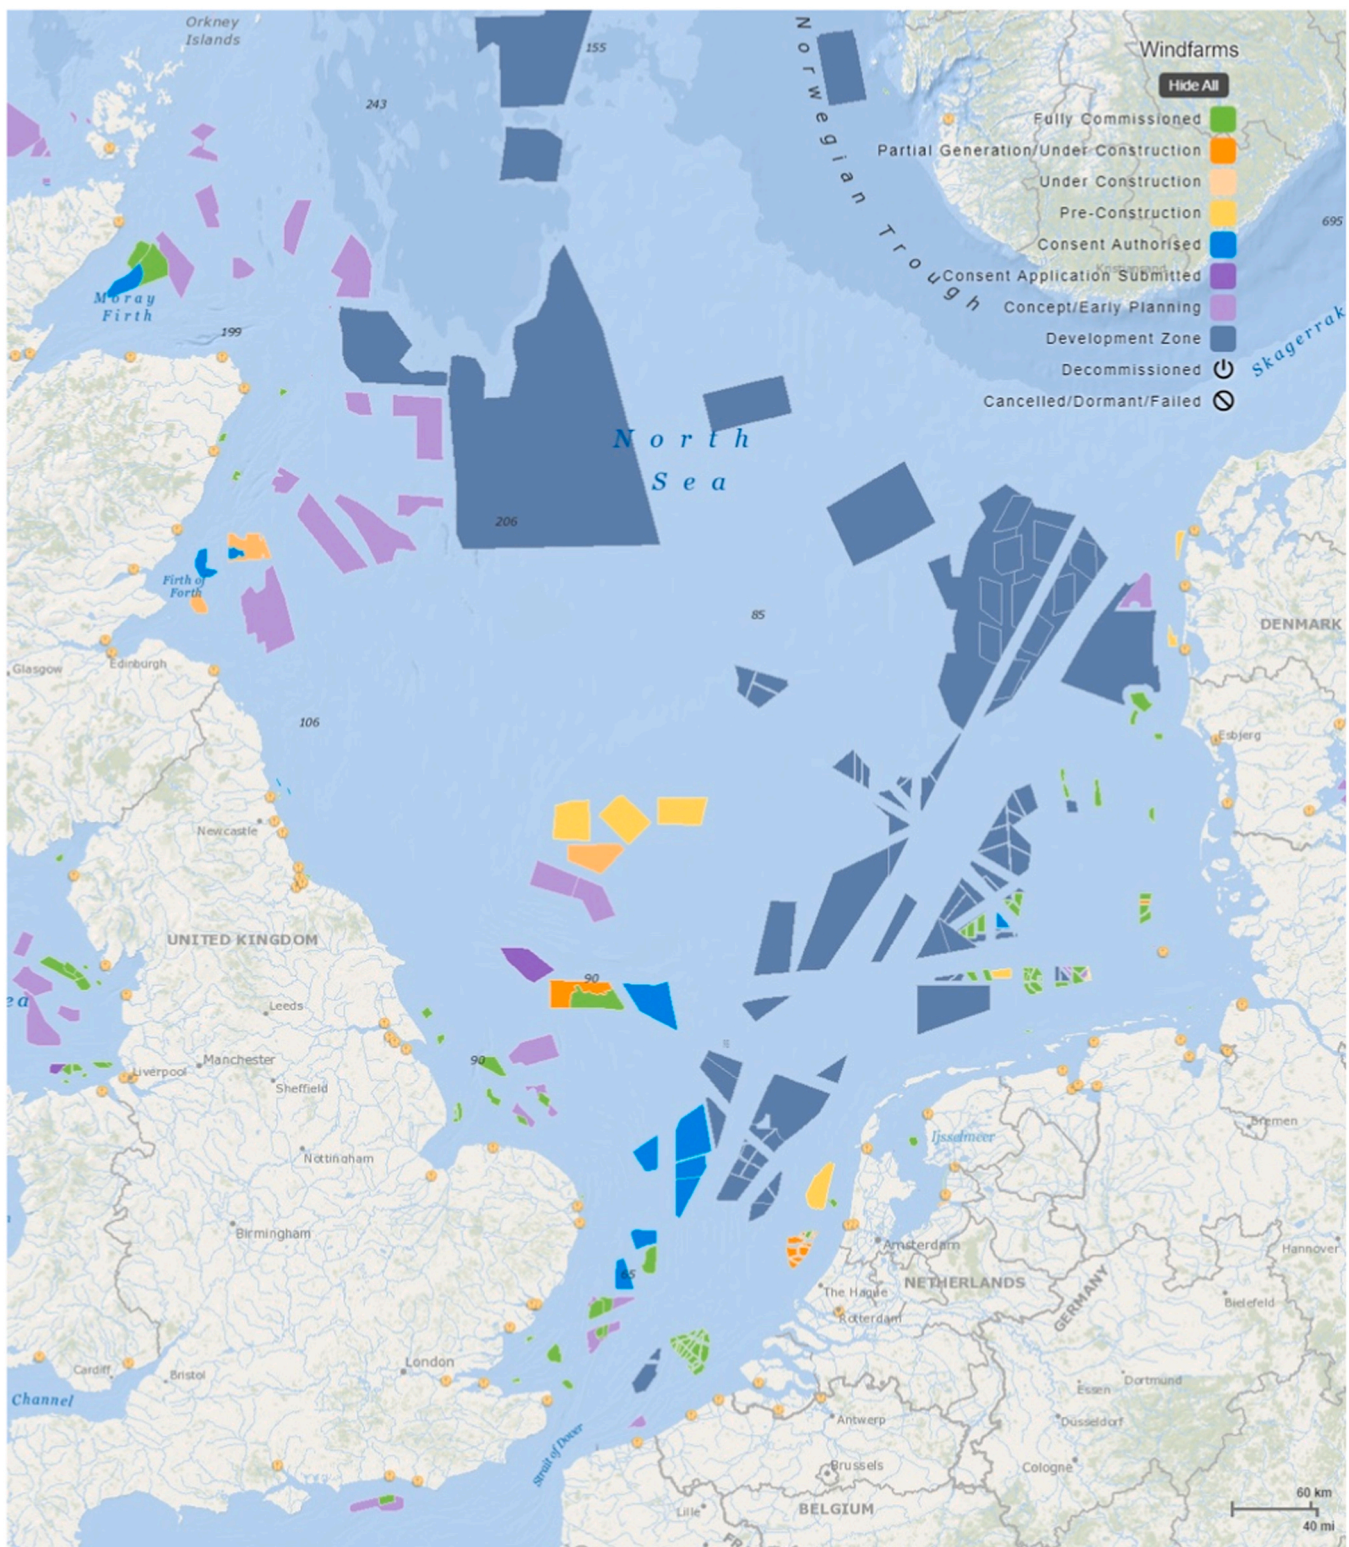 Orkney
Islands
155
243
Norwegian Trough
Windfarms
Hide All
Fully Commissioned
Partial Generation/Under Construction
Under Construction
Pre-Construction
Consent Authorised
Consent Application Submitted
Concept/Early Planning
Development Zone
Decommissioned
Cancelled/Dormant/Failed
695
Kristiansand
Skagerrak
Moray
Firth
199
North
Sea
206
Firth of
Forth
85
DENMARK
Glasgow
Edinburgh
106
Esbjerg
Newcastle
UNITED KINGDOM
90
ea
Leeds
90
Manchester
Liverpool
Sheffield
Nottingham
Ijsselmeer
Bremen
Birmingham
Amsterdam
Hannover
65
The Hague
NETHERLANDS
GERMANY
Bielefeld
Rotterdam
London
Cardiff
Bristol
Channel
Dortmund
Essen
Antwerp
Düsseldorf
Strait of Dover
Brussels
Cologne
Lille
BELGIUM
60 km
40 mi
FR